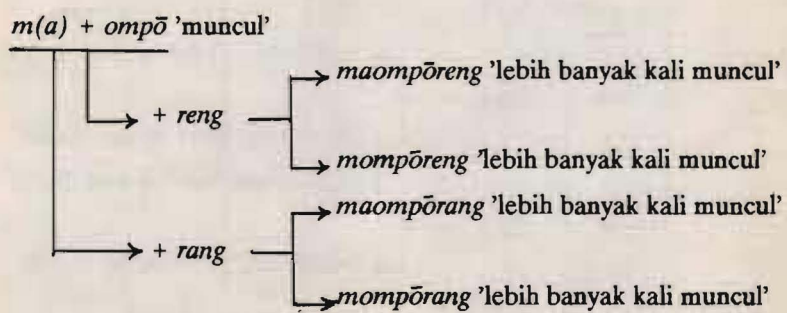 m(a) + ompō 'muncul'
maompōreng 'lebih banyak kali muncul'
+ reng
mompōreng 'lebih banyak kali muncul'
maompōrang 'lebih banyak kali muncul'
+ rang
mompōrang 'lebih banyak kali muncul'